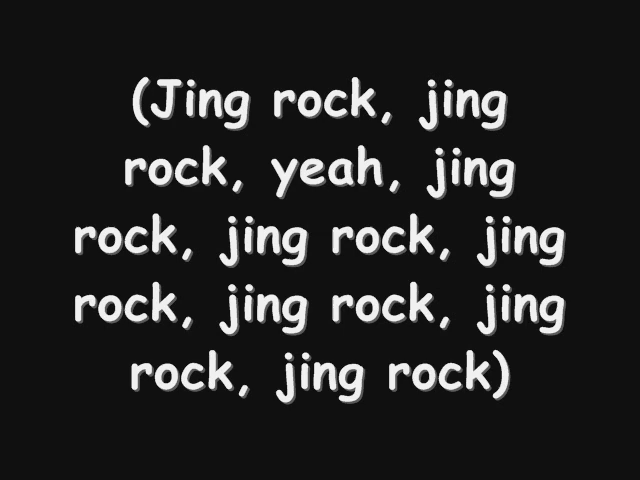 (Jing rock, jing
rock, yeah, jing
rock, jing rock, jing
rock, jing rock, jing
rock, jing rock)